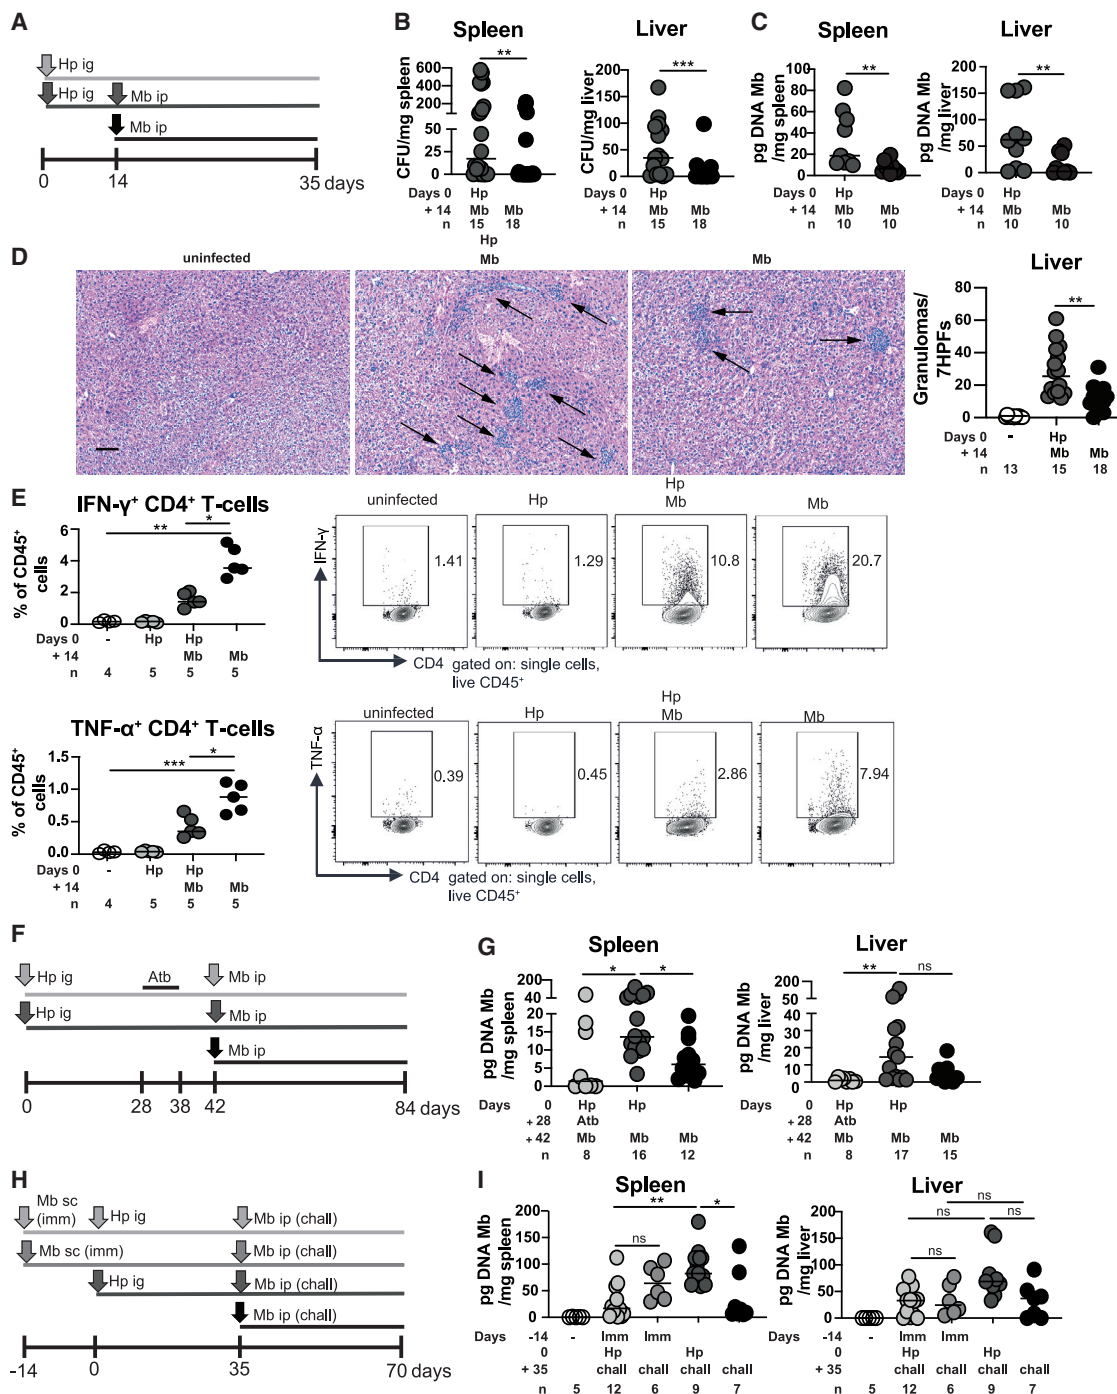 A
Hp ig
Hp ig
Mb ip
Mb ip
0
14
35 days
B
Spleen
CFU/mg spleen
600
400
200
50
25
0
**
Days 0 Hp
+ 14 Mb Mb
n 15 18
Liver
CFU/mg liver
200
150
100
50
0
***
Days 0 Hp
+ 14 Mb Mb
n 15 18
C
Spleen
pg DNA Mb
/mg spleen
100
80
60
40
20
0
**
Days 0 Hp
+ 14 Mb Mb
n 10 10
Liver
pg DNA Mb
/mg liver
200
150
100
50
0
**
Days 0 Hp
+ 14 Mb Mb
n 10 10
D
uninfected
Hp
Mb
Mb
Liver
Granulomas/
7HPFs
80
60
40
20
0
**
Days 0 - Hp
+ 14 Mb Mb
n 13 15 18
E
IFN-γ+ CD4+ T-cells
% of CD45+
cells
6
4
2
0
**
*
Days 0 - Hp Hp
+ 14 Mb Mb
n 4 5 5 5
uninfected
Hp
Hp
Mb
Mb
IFN-γ
1.41
1.29
10.8
20.7
CD4 gated on: single cells,
live CD45+
TNF-α+ CD4+ T-cells
% of CD45+
cells
1.5
1.0
0.5
0.0
***
*
Days 0 - Hp Hp
+ 14 Mb Mb
n 4 5 5 5
uninfected
Hp
Hp
Mb
Mb
TNF-α
0.39
0.45
2.86
7.94
CD4 gated on: single cells,
live CD45+
F
Hp ig
Atb
Mb ip
Hp ig
Mb ip
Mb ip
0
28
38
42
84 days
G
Spleen
pg DNA Mb
/mg spleen
200
40
20
15
10
5
0
*
*
Days 0 Hp Hp
+ 28 Atb
+ 42 Mb Mb Mb
n 8 16 12
Liver
pg DNA Mb
/mg liver
200
50
40
20
10
0
**
ns
Days 0 Hp Hp
+ 28 Atb
+ 42 Mb Mb Mb
n 8 17 15
H
Mb sc
(imm)
Hp ig
Mb ip (chall)
Mb sc (imm)
Mb ip (chall)
Hp ig
Mb ip (chall)
Mb ip (chall)
-14
0
35
70 days
I
Spleen
pg DNA Mb
/mg spleen
200
150
100
50
0
ns
**
*
Days -14 - Imm Imm
0 Hp Hp
+ 35 chall chall chall chall
n 5 12 6 9 7
Liver
pg DNA Mb
/mg liver
200
150
100
50
0
ns
ns
ns
ns
Days -14 - Imm Imm
0 Hp Hp
+ 35 chall chall chall chall
n 5 12 6 9 7